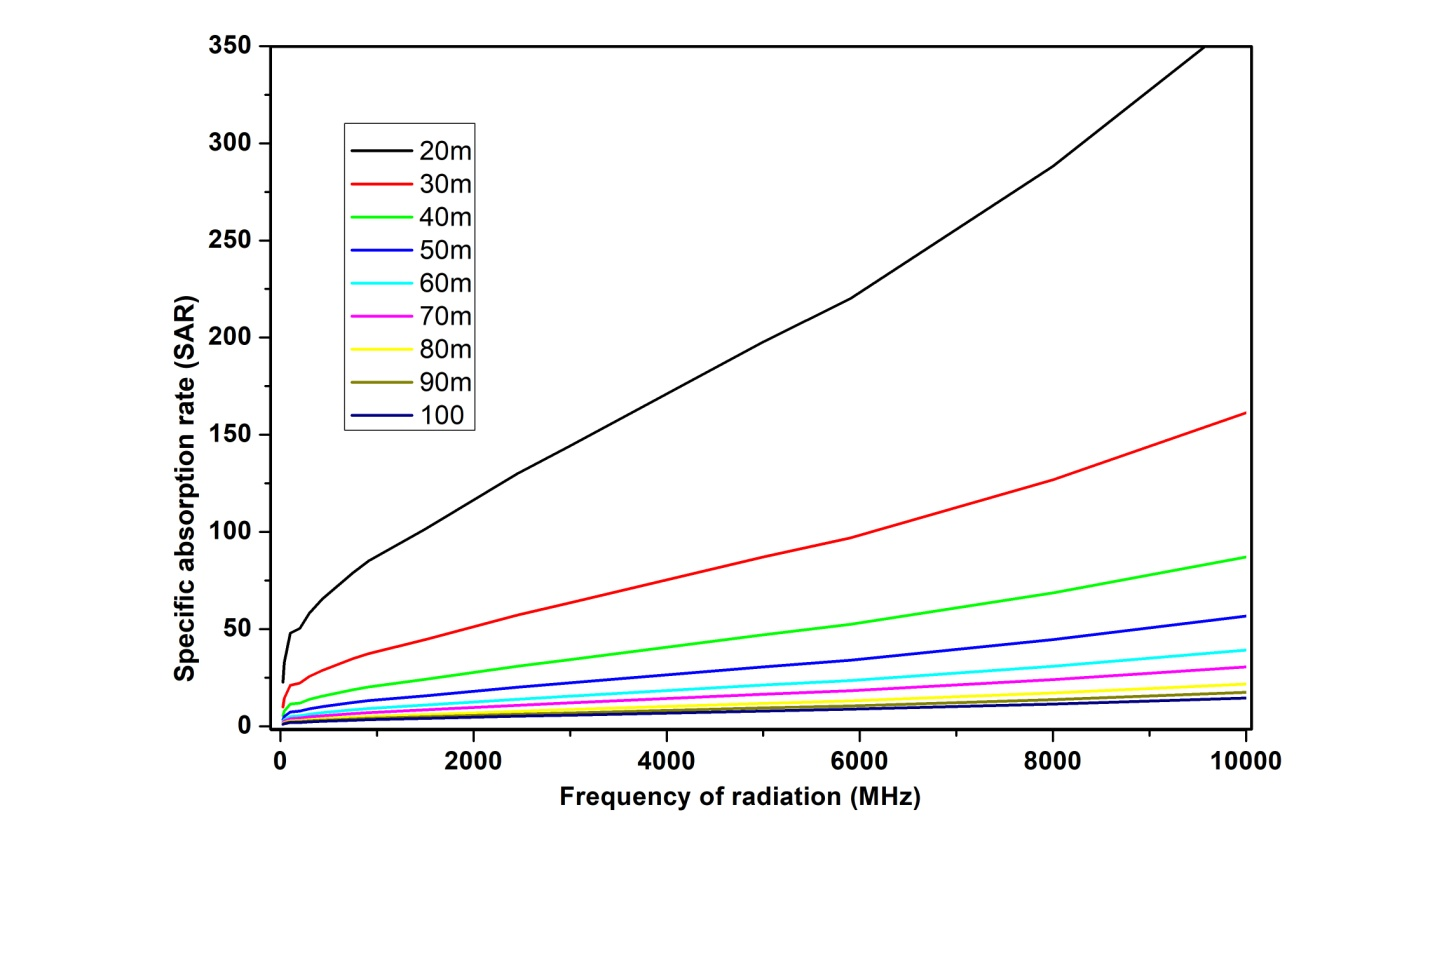 350
300
250
200
150
100
50
0
Specific absorption rate (SAR)
20m
30m
40m
50m
60m
70m
80m
90m
100
0 2000 4000 6000 8000 10000
Frequency of radiation (MHz)